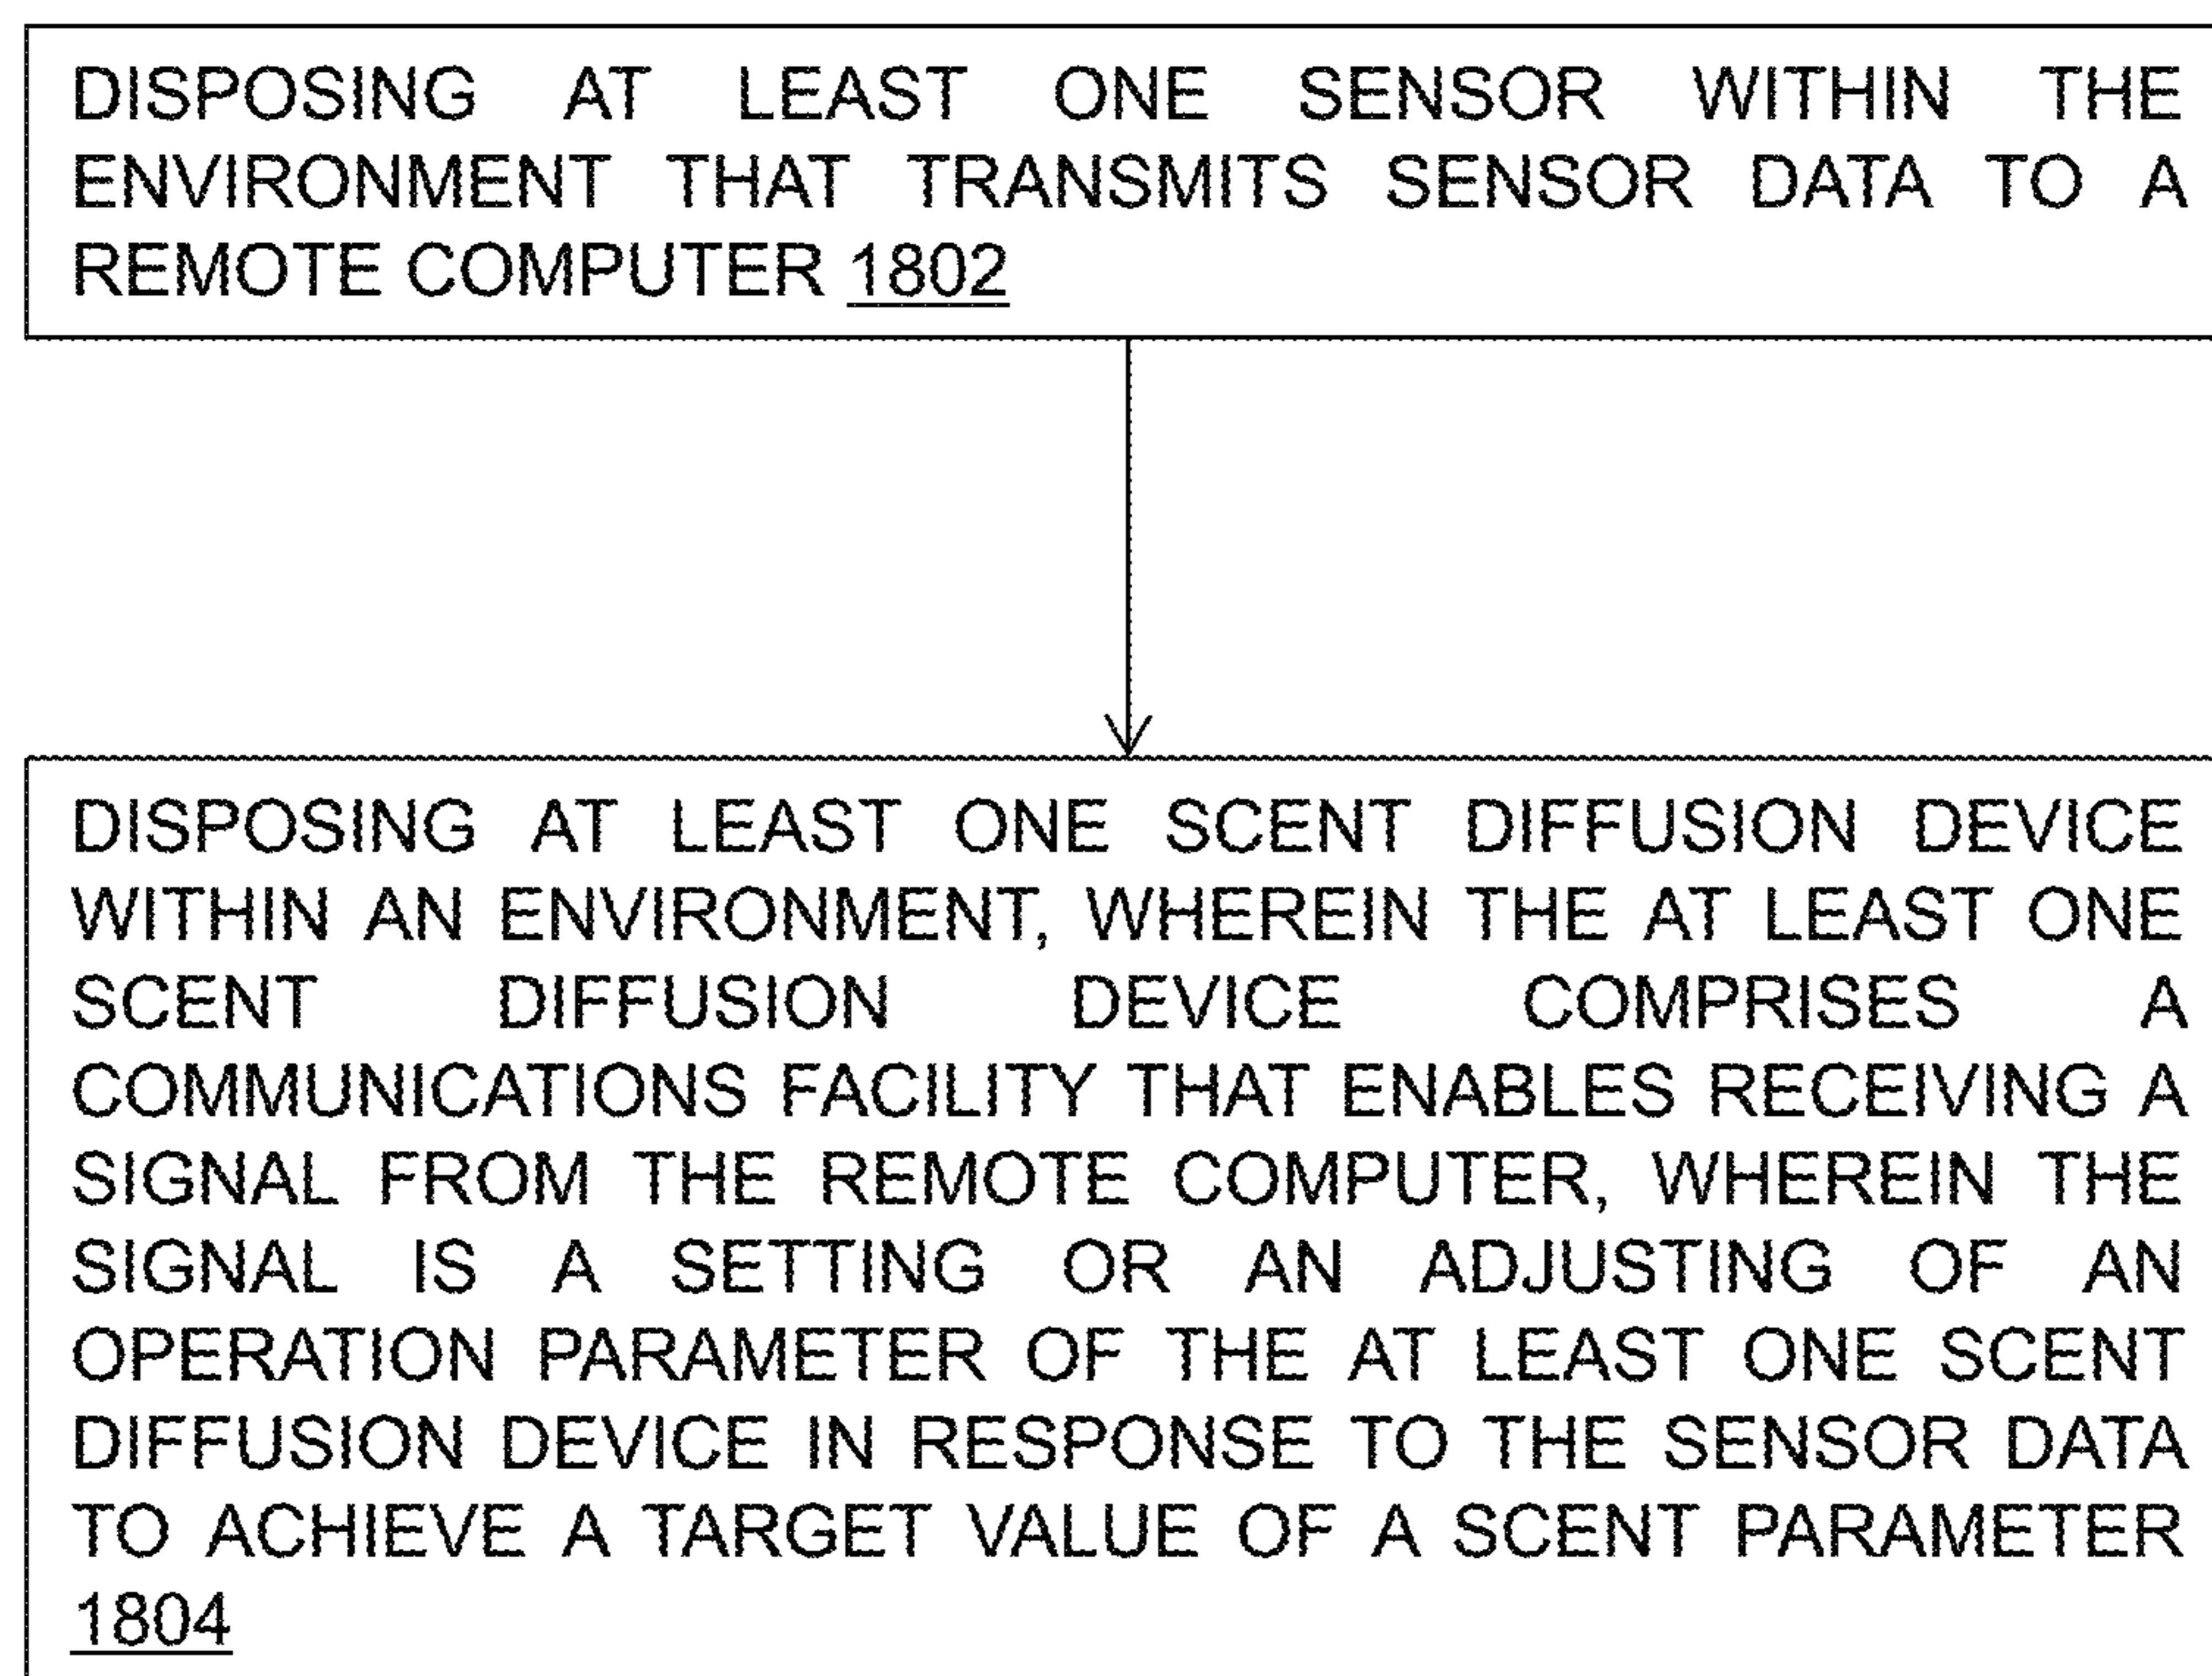 DISPOSING AT LEAST ONE SENSOR WITHIN THE
ENVIRONMENT THAT TRANSMITS SENSOR DATA TO A
REMOTE COMPUTER 1802
DISPOSING AT LEAST ONE SCENT DIFFUSION DEVICE
WITHIN AN ENVIRONMENT, WHEREIN THE AT LEAST ONE
SCENT DIFFUSION DEVICE COMPRISES A
COMMUNICATIONS FACILITY THAT ENABLES RECEIVING A
SIGNAL FROM THE REMOTE COMPUTER, WHEREIN THE
SIGNAL IS A SETTING OR AN ADJUSTING OF AN
OPERATION PARAMETER OF THE AT LEAST ONE SCENT
DIFFUSION DEVICE IN RESPONSE TO THE SENSOR DATA
TO ACHIEVE A TARGET VALUE OF A SCENT PARAMETER
1804